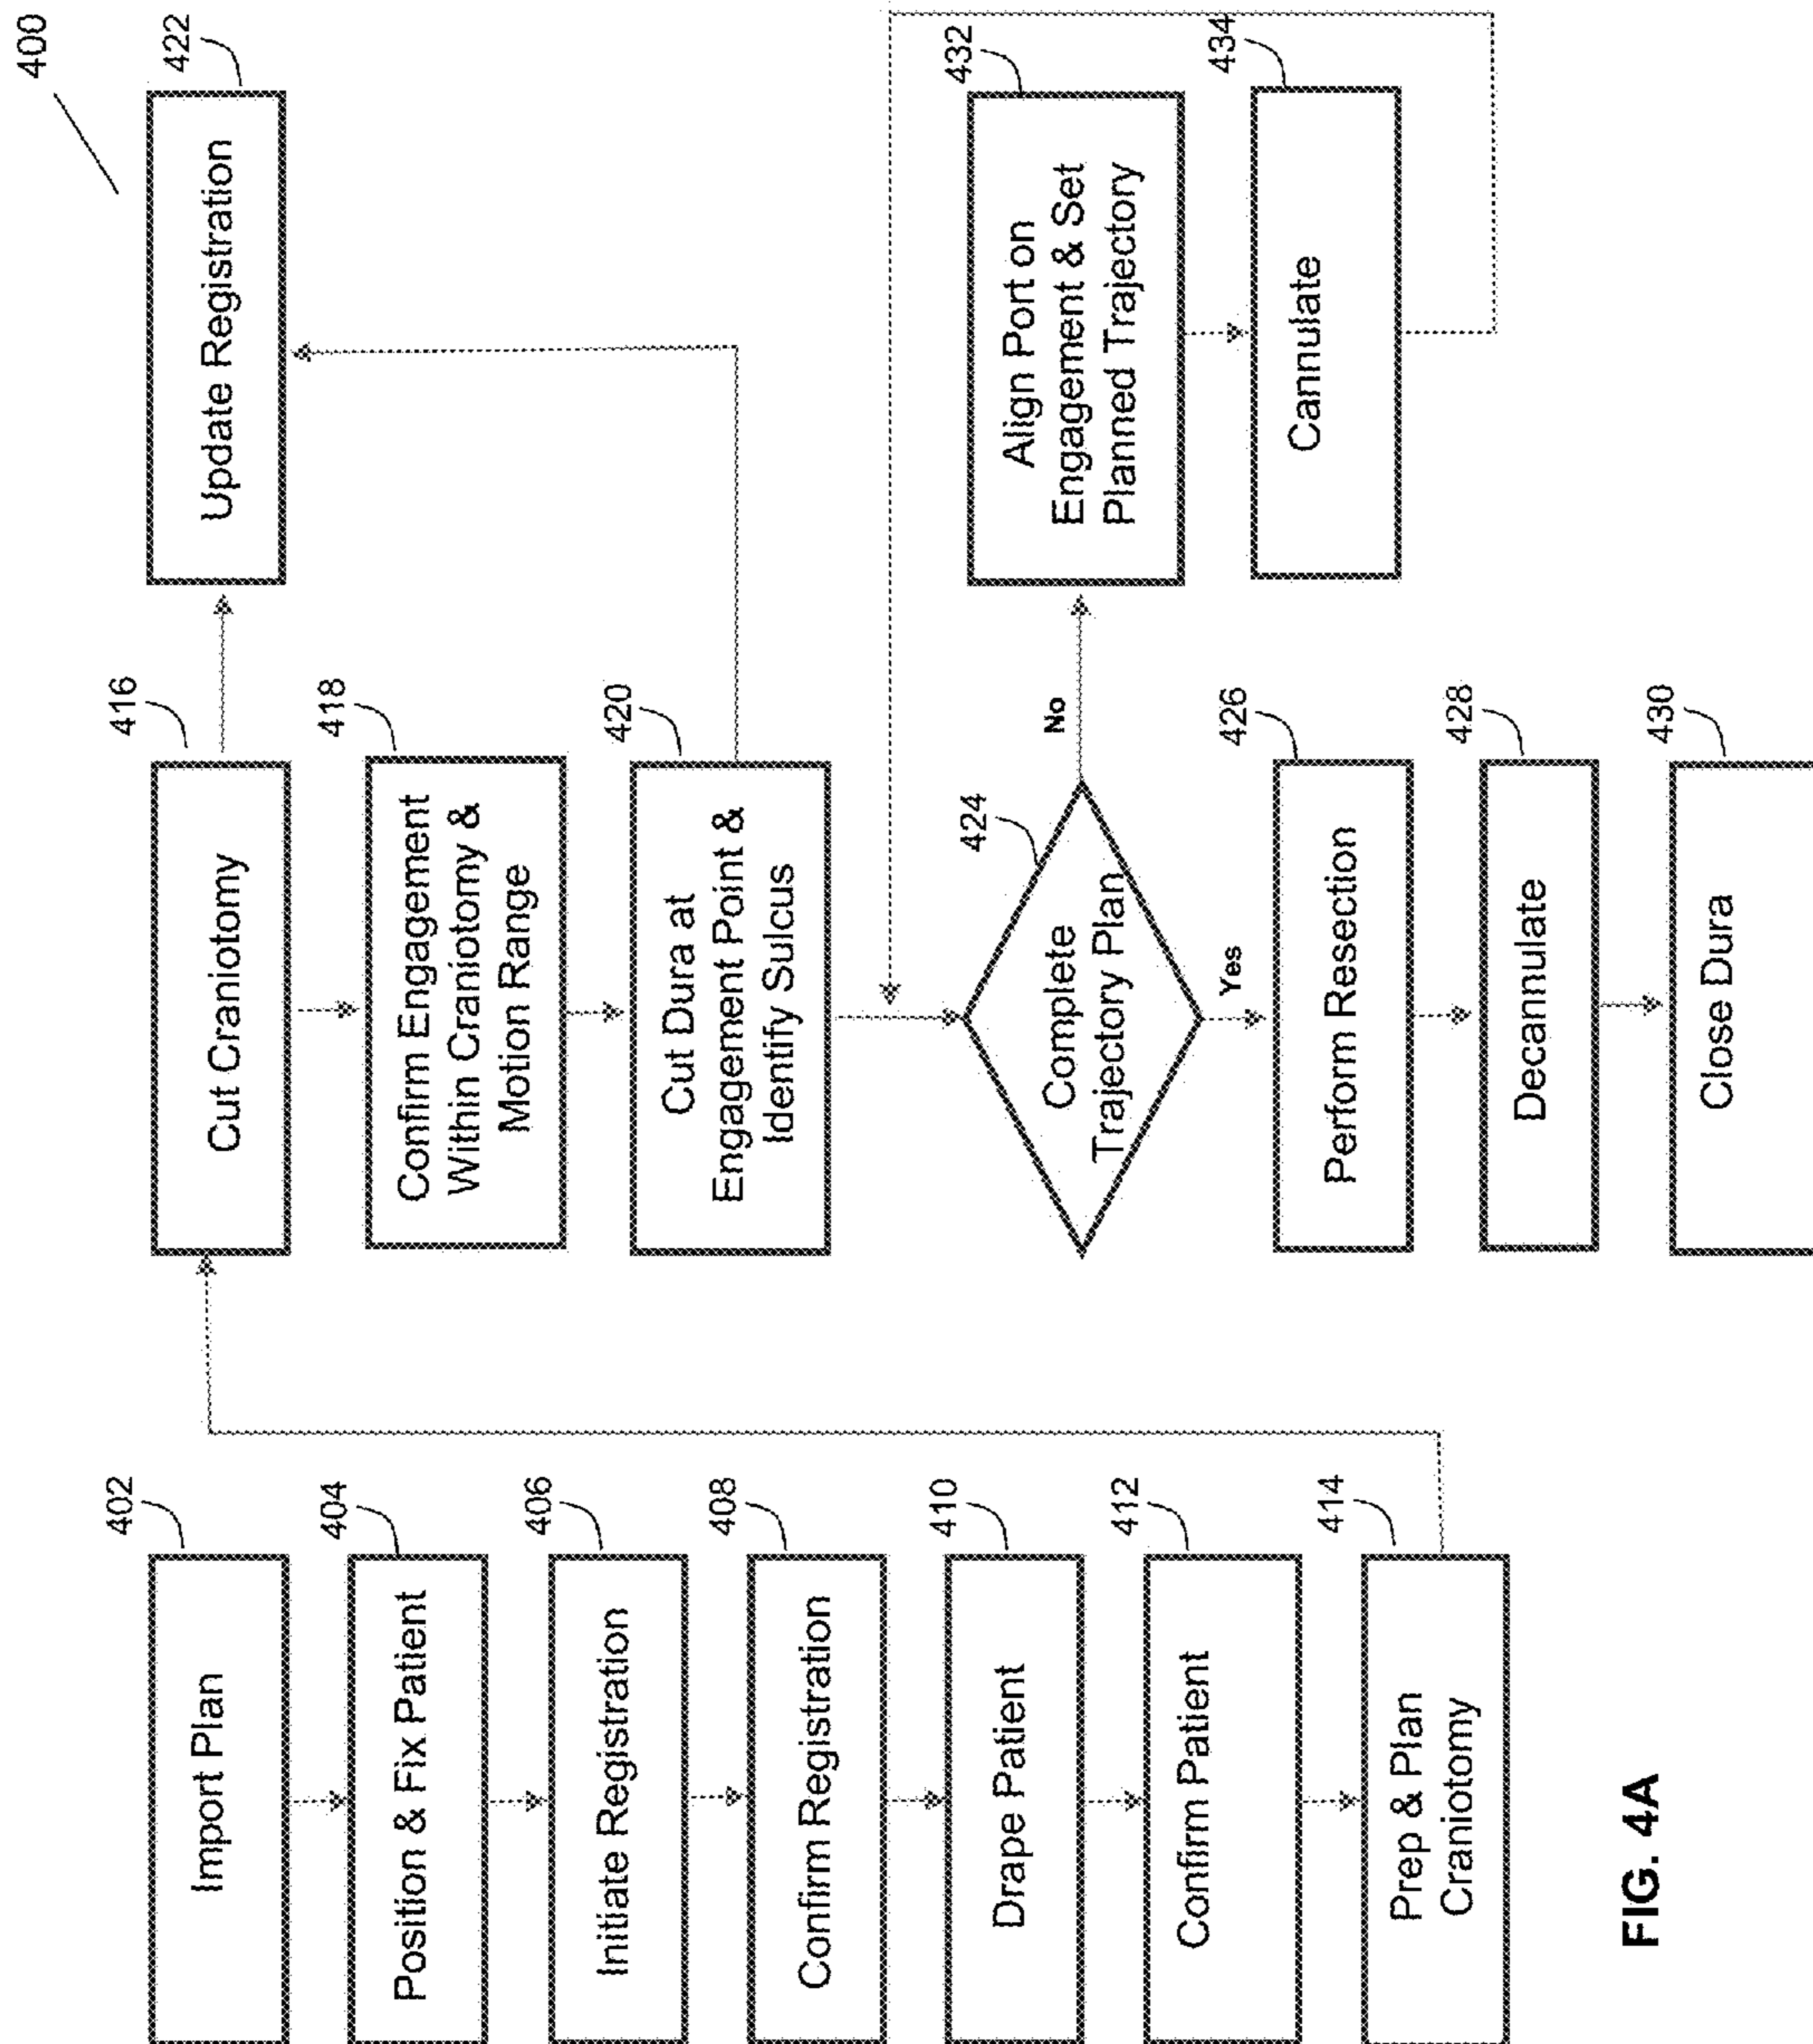 400
402
Import Plan
404
Position & Fix Patient
406
Initiate Registration
408
Confirm Registration
410
Drape Patient
412
Confirm Patient
414
Prep & Plan
Craniotomy
416
Cut Craniotomy
418
Confirm Engagement
Within Craniotomy &
Motion Range
420
Cut Dura at
Engagement Point &
Identify Sulcus
422
Update Registration
424
Complete
Trajectory Plan
No
Yes
426
Perform Resection
428
Decannulate
430
Close Dura
432
Align Port on
Engagement & Set
Planned Trajectory
434
Cannulate
FIG. 4A